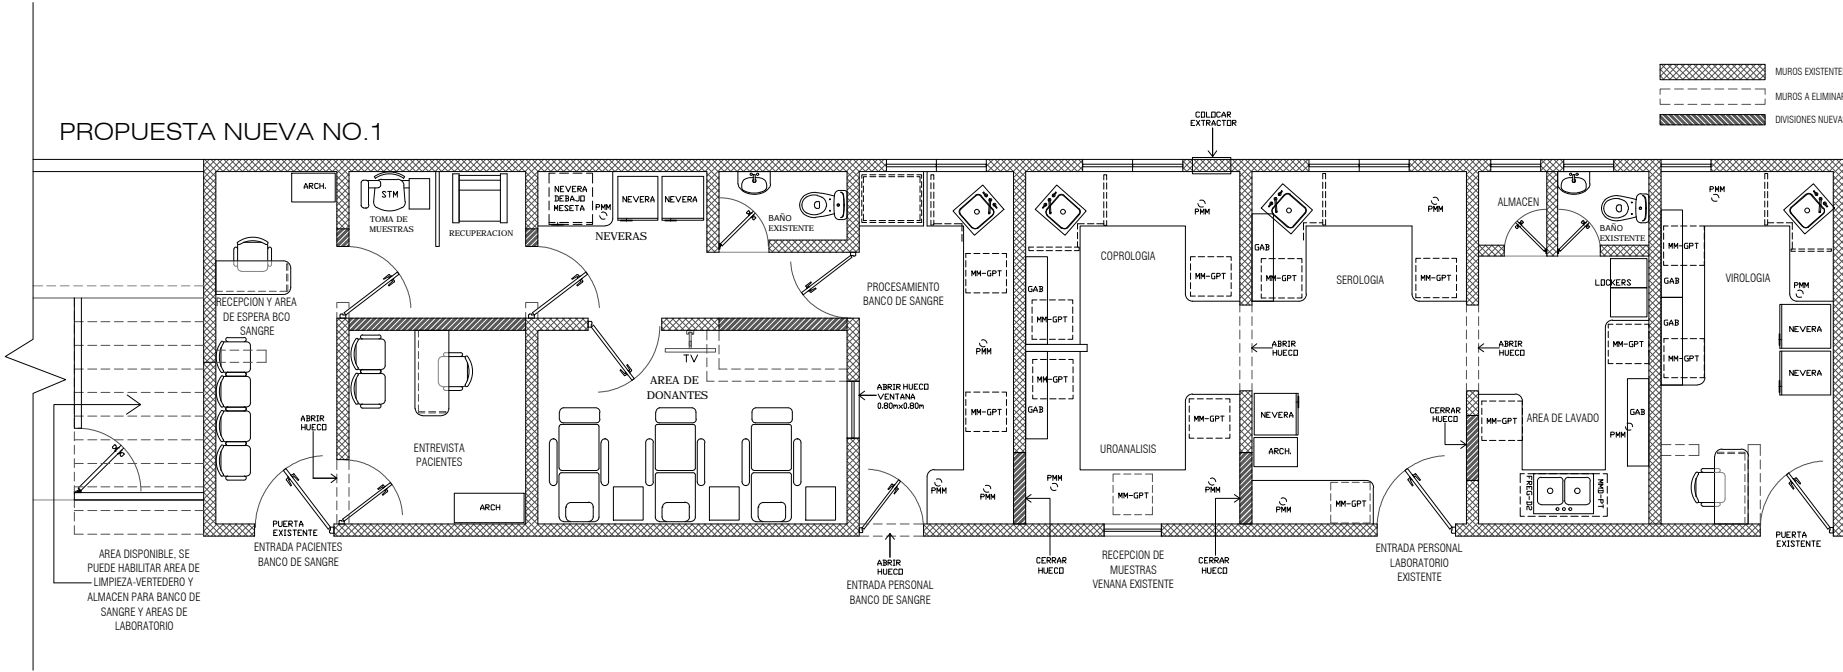 MUROS EXISTENTE
MUROS A ELIMINAR
DIVISIONES NUEVA
PROPUESTA NUEVA NO.1
COLOCAR
EXTRACTOR
ARCH.
STM
TOMA DE
MUESTRAS
RECUPERACION
NEVERA
DEBAJO
MESETA
PMM
NEVERA
NEVERA
NEVERAS
BAÑO
EXISTENTE
RECEPCION Y AREA
DE ESPERA BCO
SANGRE
PROCESAMIENTO
BANCO DE SANGRE
MM-GPT
PMM
MM-GPT
PMM
PMM
TV
AREA DE
DONANTES
ABRIR HUECO
VENTANA
0.80mx0.80m
ABRIR
HUECO
ENTREVISTA
PACIENTES
ARCH
PUERTA
EXISTENTE
ENTRADA PACIENTES
BANCO DE SANGRE
AREA DISPONIBLE, SE
PUEDE HABILITAR AREA DE
LIMPIEZA-VERTEDERO Y
ALMACEN PARA BANCO DE
SANGRE Y AREAS DE
LABORATORIO
ABRIR
HUECO
ENTRADA PERSONAL
BANCO DE SANGRE
PMM
COPROLOGIA
MM-GPT
GAB
MM-GPT
MM-GPT
GAB
MM-GPT
UROANALISIS
PMM
MM-GPT
PMM
CERRAR
HUECO
RECEPCION DE
MUESTRAS
VENANA EXISTENTE
CERRAR
HUECO
GAB
MM-GPT
SEROLOGIA
PMM
MM-GPT
ABRIR
HUECO
NEVERA
ARCH.
PMM
MM-GPT
CERRAR
HUECO
ENTRADA PERSONAL
LABORATORIO
EXISTENTE
ALMACEN
BAÑO
EXISTENTE
LOCKERS
ABRIR
HUECO
MM-GPT
MM-GPT
AREA DE LAVADO
GAB
PMM
FREG-D2
MMD-PT
PMM
MM-GPT
GAB
VIROLOGIA
PMM
GAB
MM-GPT
NEVERA
NEVERA
PUERTA
EXISTENTE